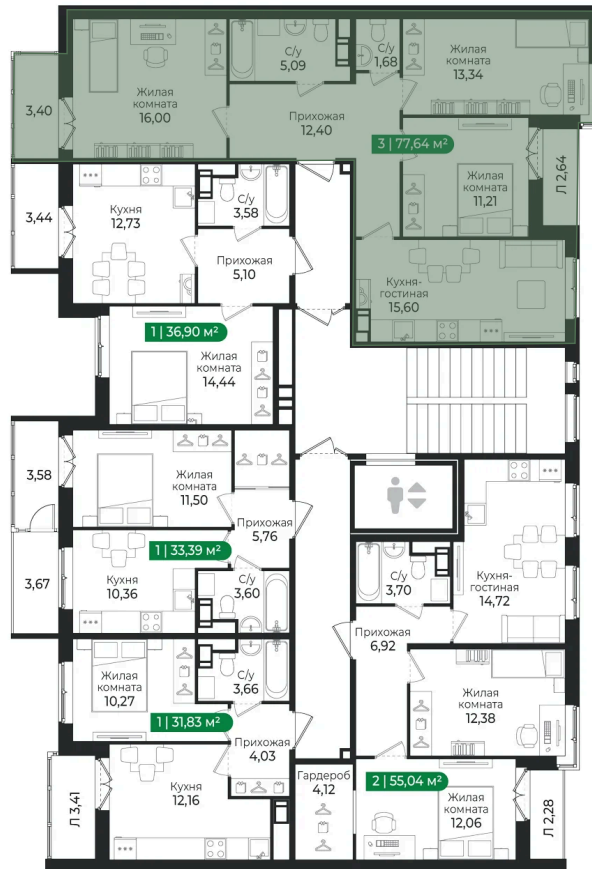 3,40
Жилая
комната
16,00
С/у
5,09
С/у
1,68
Жилая
комната
13,34
Прихожая
12,40
3 | 77,64 м²
Жилая
комната
11,21
Л 2,64
Кухня-
гостиная
15,60
3,44
Кухня
12,73
С/у
3,58
Прихожая
5,10
1 | 36,90 м²
Жилая
комната
14,44
3,58
Жилая
комната
11,50
Прихожая
5,76
1 | 33,39 м²
3,67
Кухня
10,36
С/у
3,60
Кухня-
гостиная
14,72
С/у
3,70
Прихожая
6,92
Жилая
комната
10,27
С/у
3,66
1 | 31,83 м²
Прихожая
4,03
Жилая
комната
12,38
Л 3,41
Кухня
12,16
Гардероб
4,12
2 | 55,04 м²
Жилая
комната
12,06
Л 2,28